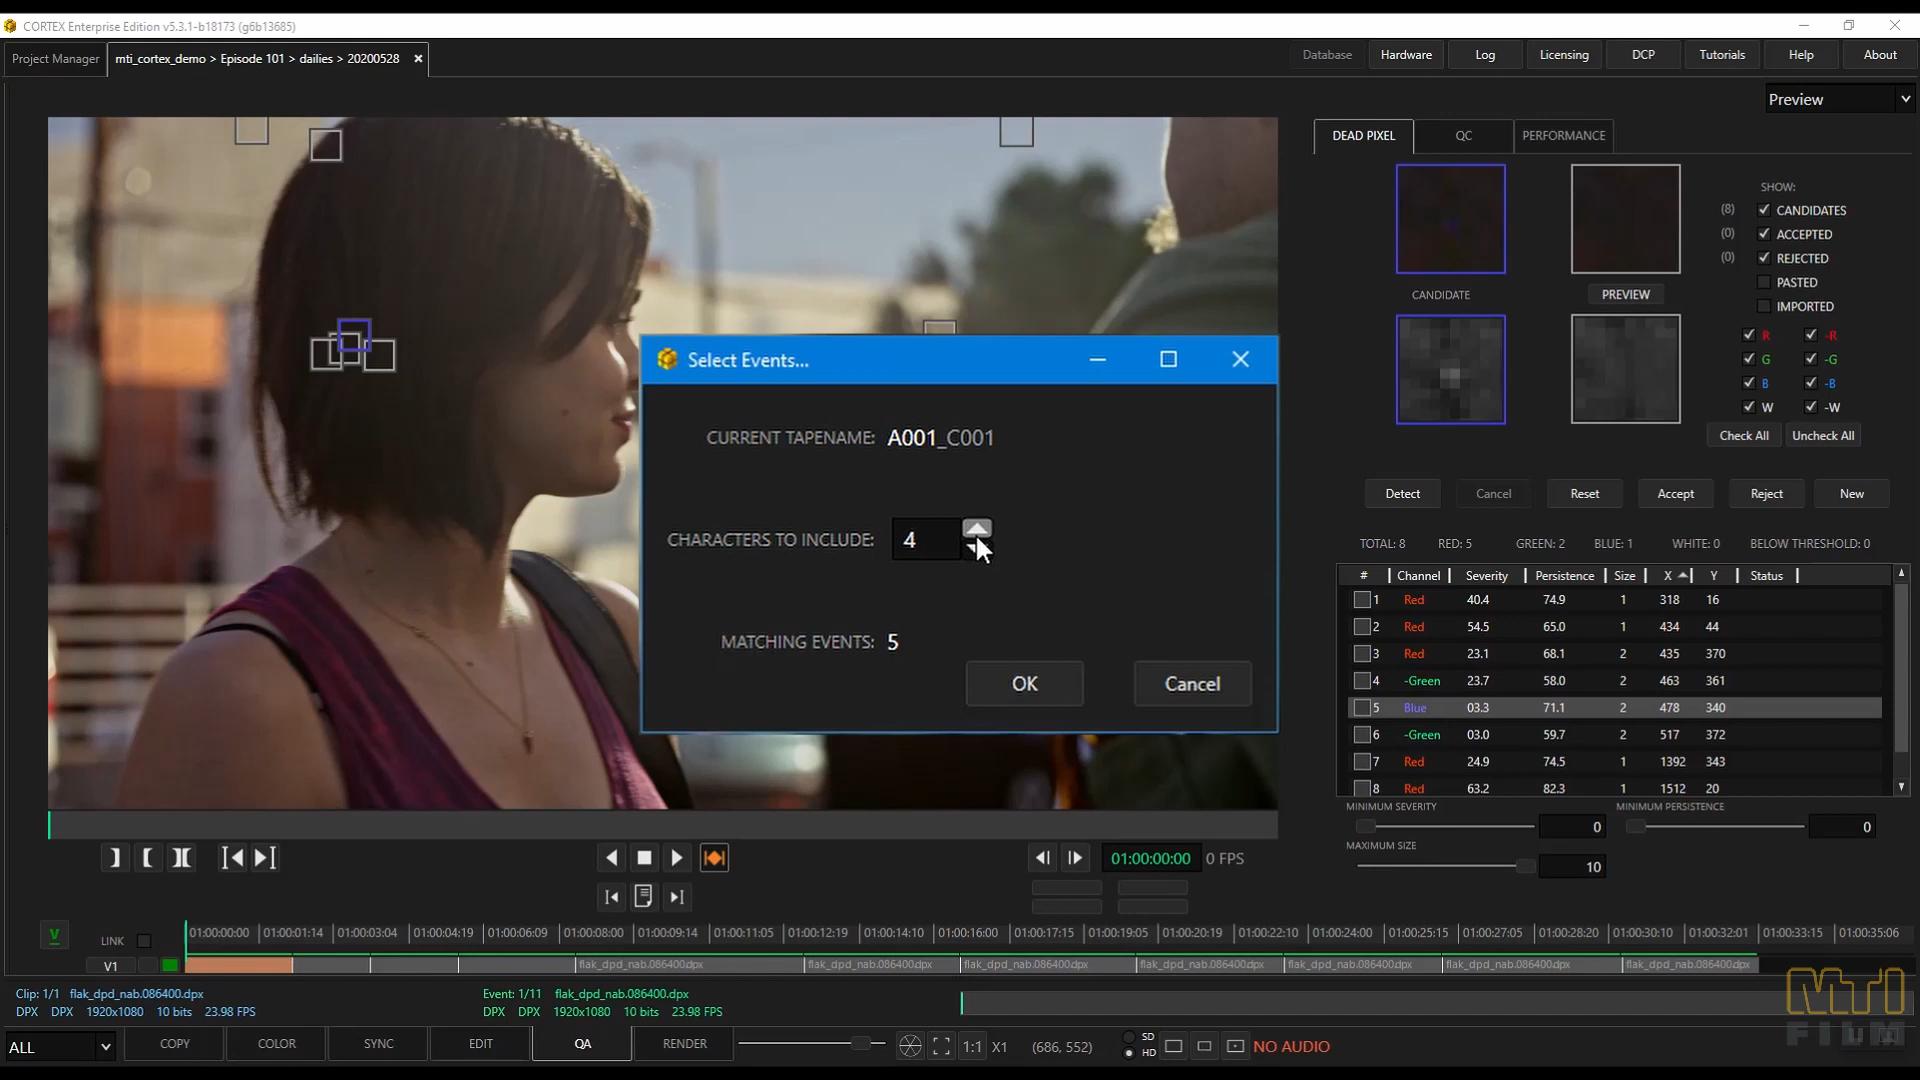 CORTEX Enterprise Edition v5.3.1-b18173 (g6b13685)
Project Manager
mti_cortex_demo > Episode 101 > dailies > 20200528
Database Hardware Log Licensing DCP Tutorials Help About
Preview
DEAD PIXEL QC PERFORMANCE
SHOW:
(8) CANDIDATES
(0) ACCEPTED
(0) REJECTED
PASTED
IMPORTED
CANDIDATE PREVIEW
R -R
G -G
B -B
W -W
Check All Uncheck All
Select Events...
CURRENT TAPENAME: A001_C001
CHARACTERS TO INCLUDE: 4
MATCHING EVENTS: 5
OK Cancel
Detect Cancel Reset Accept Reject New
TOTAL: 8 RED: 5 GREEN: 2 BLUE: 1 WHITE: 0 BELOW THRESHOLD: 0
# Channel Severity Persistence Size X Y Status
1 Red 40.4 74.9 1 318 16
2 Red 54.5 65.0 1 434 44
3 Red 23.1 68.1 2 435 370
4 -Green 23.7 58.0 2 463 361
5 Blue 03.3 71.1 2 478 340
6 -Green 03.0 59.7 2 517 372
7 Red 24.9 74.5 1 1392 343
8 Red 63.2 82.3 1 1512 20
MINIMUM SEVERITY MINIMUM PERSISTENCE
0 0
MAXIMUM SIZE
10
01:00:00:00 0 FPS
V LINK 01:00:00:00 01:00:01:14 01:00:03:04 01:00:04:19 01:00:06:09 01:00:08:00 01:00:09:14 01:00:11:05 01:00:12:19 01:00:14:10 01:00:16:00 01:00:17:15 01:00:19:05 01:00:20:19 01:00:22:10 01:00:24:00 01:00:25:15 01:00:27:05 01:00:28:20 01:00:30:10 01:00:32:01 01:00:33:15 01:00:35:06
V1 flak_dpd_nab.086400.dpx flak_dpd_nab.086400.dpx flak_dpd_nab.086400.dpx flak_dpd_nab.086400.dpx flak_dpd_nab.086400.dpx flak_dpd_nab.086400.dpx flak_dpd_nab.086400.dpx
Clip: 1/1 flak_dpd_nab.086400.dpx Event: 1/11 flak_dpd_nab.086400.dpx
DPX DPX 1920x1080 10 bits 23.98 FPS DPX DPX 1920x1080 10 bits 23.98 FPS
MTI
FILM
ALL COPY COLOR SYNC EDIT QA RENDER 1:1 X1 (686, 552) SD HD NO AUDIO